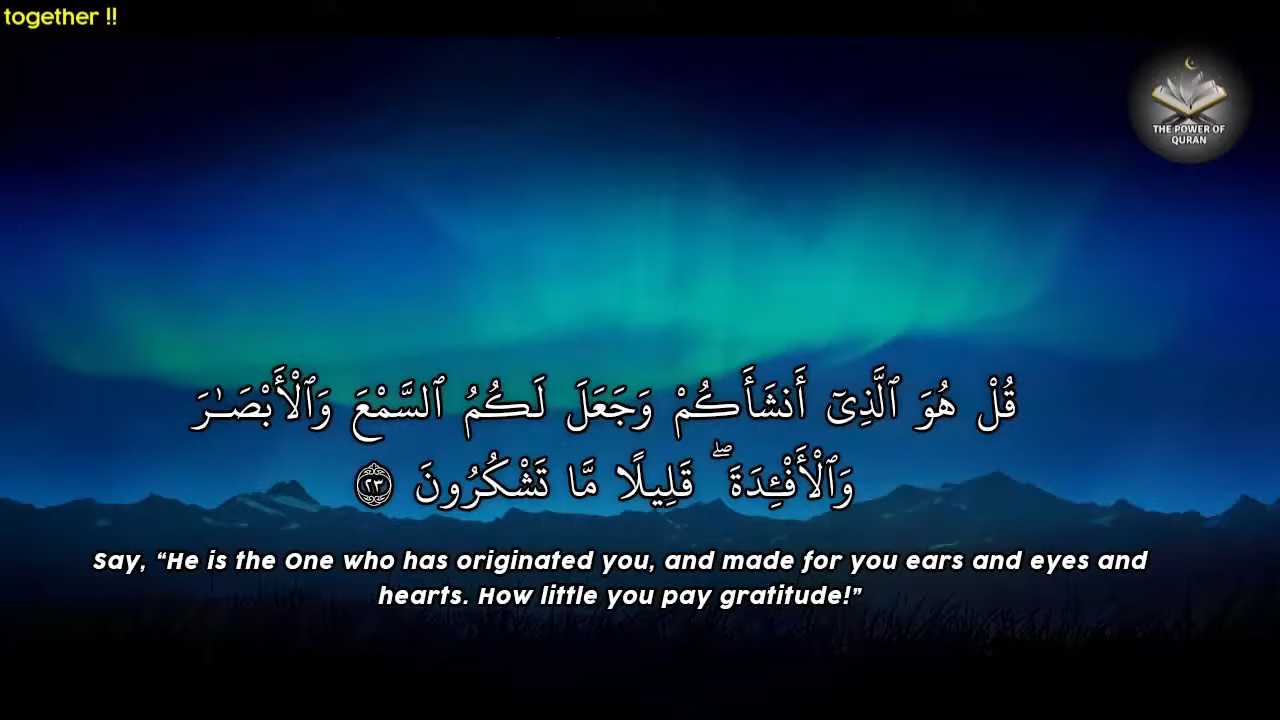 together !!
THE POWER OF
QURAN
قُلْ هُوَ ٱلَّذِىٓ أَنشَأَكُمْ وَجَعَلَ لَكُمُ ٱلسَّمْعَ وَٱلْأَبْصَـٰرَ
وَٱلْأَفْـِٔدَةَ ۖ قَلِيلًا مَّا تَشْكُرُونَ ٢٣
Say, “He is the One who has originated you, and made for you ears and eyes and
hearts. How little you pay gratitude!”